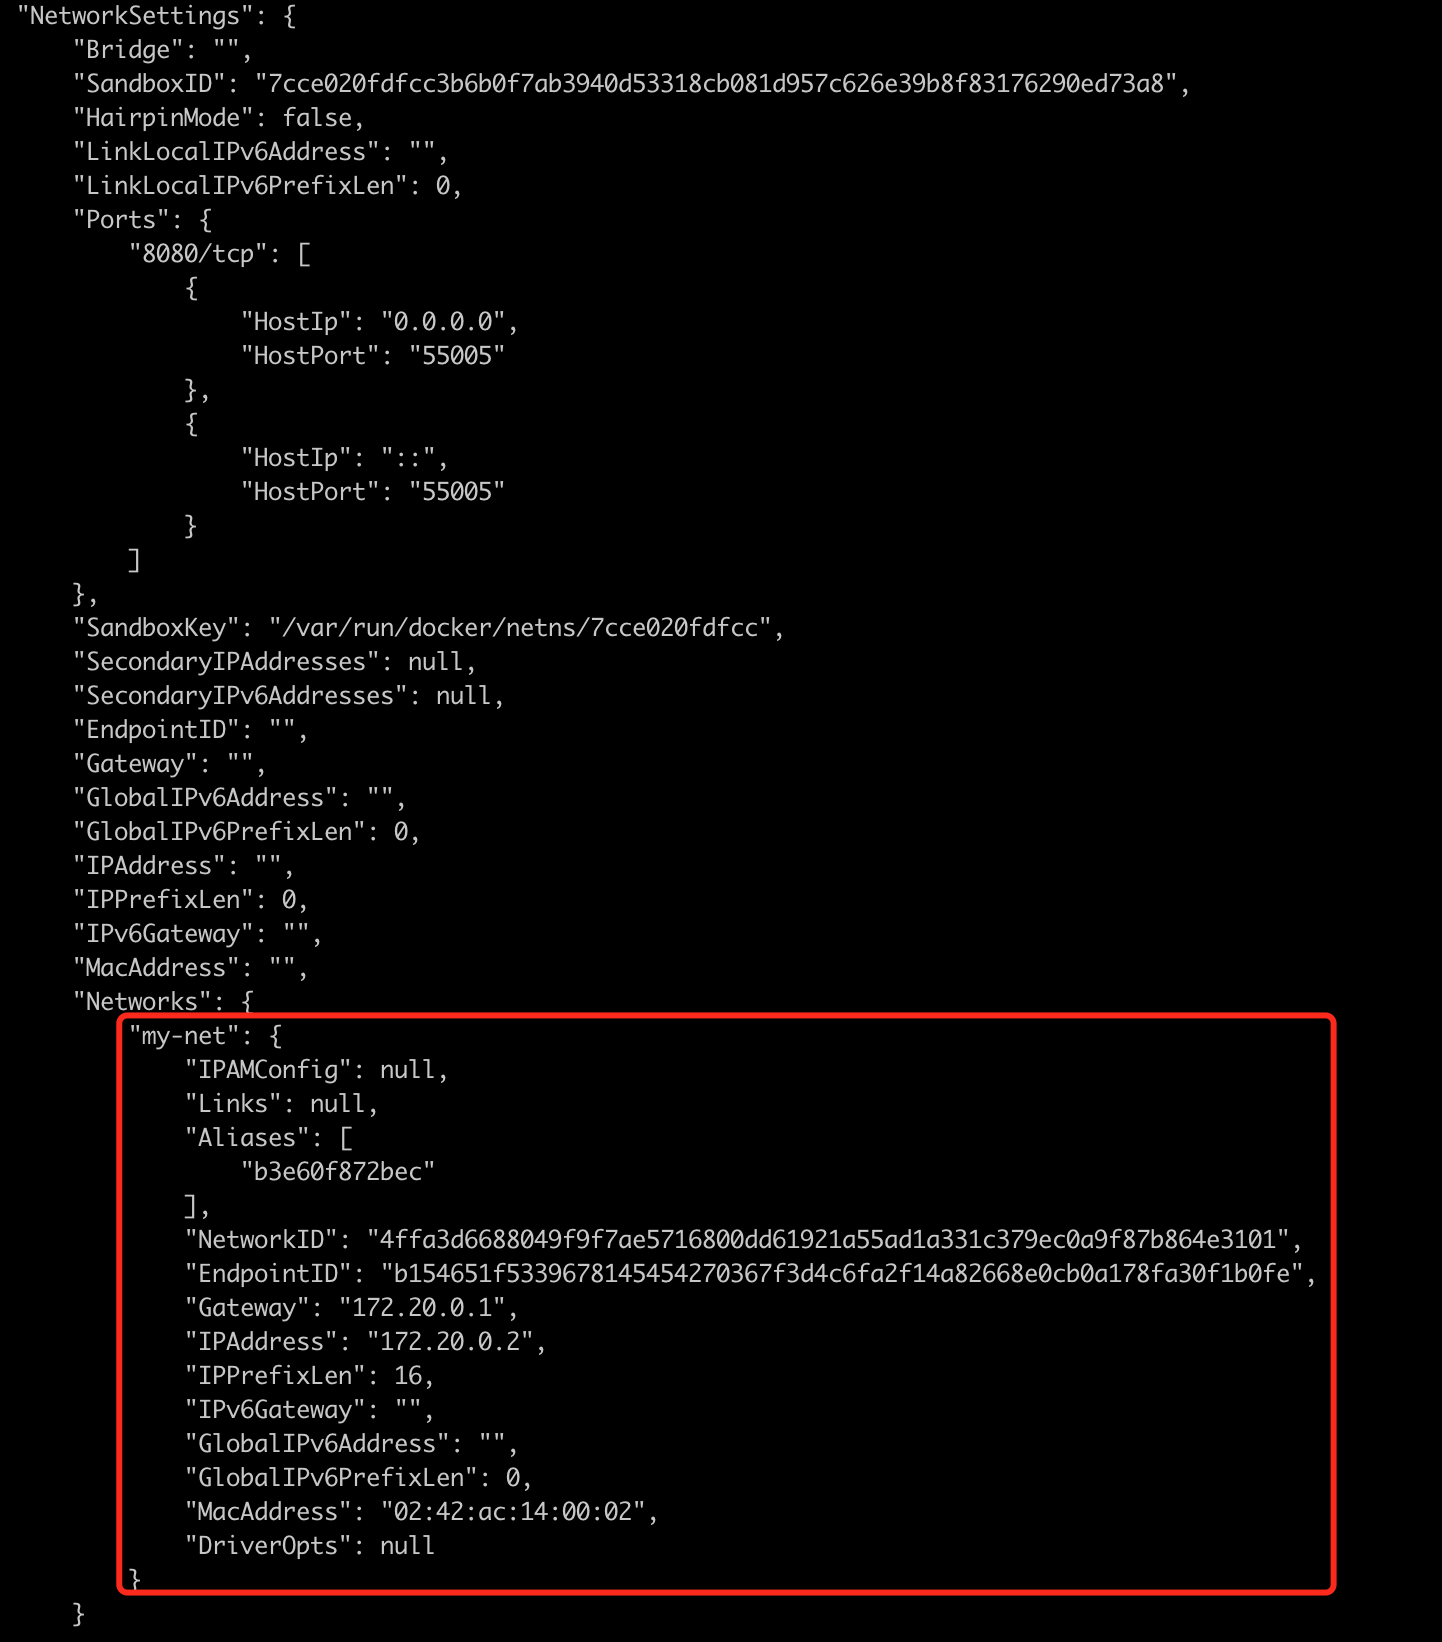 "NetworkSettings": {
"Bridge": "",
"SandboxID": "7cce020fdfcc3b6b0f7ab3940d53318cb081d957c626e39b8f83176290ed73a8",
"HairpinMode": false,
"LinkLocalIPv6Address": "",
"LinkLocalIPv6PrefixLen": 0,
"Ports": {
"8080/tcp": [
{
"HostIp": "0.0.0.0",
"HostPort": "55005"
},
{
"HostIp": "::",
"HostPort": "55005"
}
]
},
"SandboxKey": "/var/run/docker/netns/7cce020fdfcc",
"SecondaryIPAddresses": null,
"SecondaryIPv6Addresses": null,
"EndpointID": "",
"Gateway": "",
"GlobalIPv6Address": "",
"GlobalIPv6PrefixLen": 0,
"IPAddress": "",
"IPPrefixLen": 0,
"IPv6Gateway": "",
"MacAddress": "",
"Networks": {
"my-net": {
"IPAMConfig": null,
"Links": null,
"Aliases": [
"b3e60f872bec"
],
"NetworkID": "4ffa3d6688049f9f7ae5716800dd61921a55ad1a331c379ec0a9f87b864e3101",
"EndpointID": "b154651f5339678145454270367f3d4c6fa2f14a82668e0cb0a178fa30f1b0fe",
"Gateway": "172.20.0.1",
"IPAddress": "172.20.0.2",
"IPPrefixLen": 16,
"IPv6Gateway": "",
"GlobalIPv6Address": "",
"GlobalIPv6PrefixLen": 0,
"MacAddress": "02:42:ac:14:00:02",
"DriverOpts": null
}
}